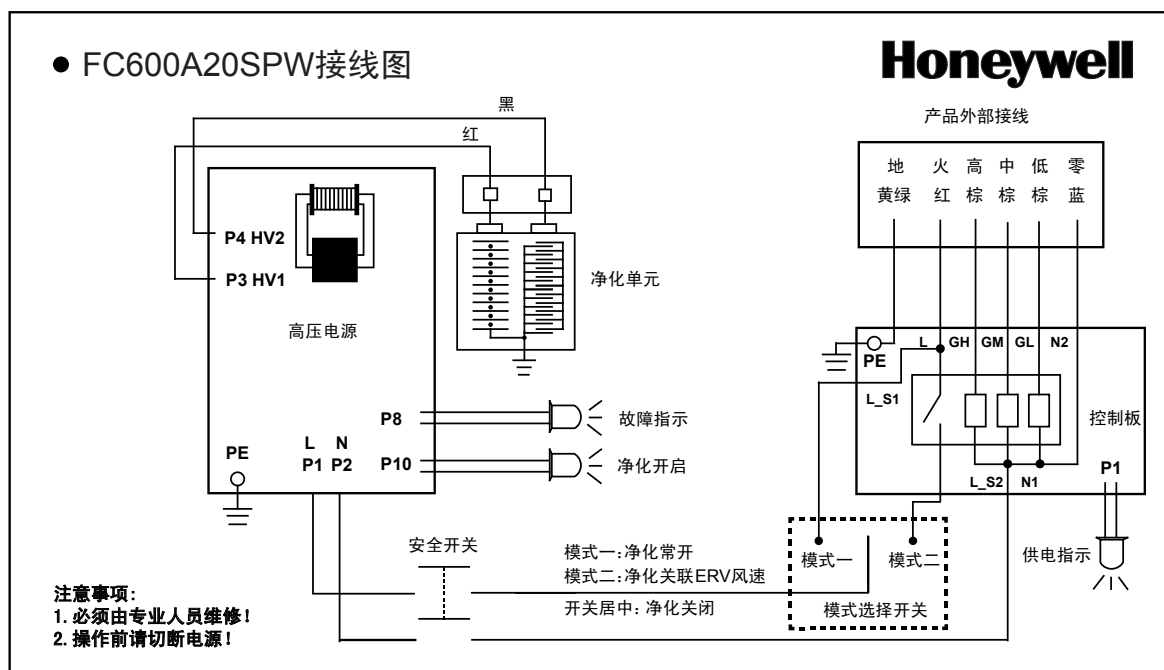 ● FC600A20SPW接线图
Honeywell
黑
红
产品外部接线
地 火 高 中 低 零
黄绿 红 棕 棕 棕 蓝
P4 HV2
P3 HV1
高压电源
净化单元
PE
L GH GM GL N2
L_S1
控制板
P8
故障指示
L N
PE
P1 P2
P10
净化开启
L_S2 N1
P1
安全开关
模式一:净化常开
模式二:净化关联ERV风速
开关居中: 净化关闭
模式一
模式二
模式选择开关
供电指示
注意事项:
1. 必须由专业人员维修!
2. 操作前请切断电源!